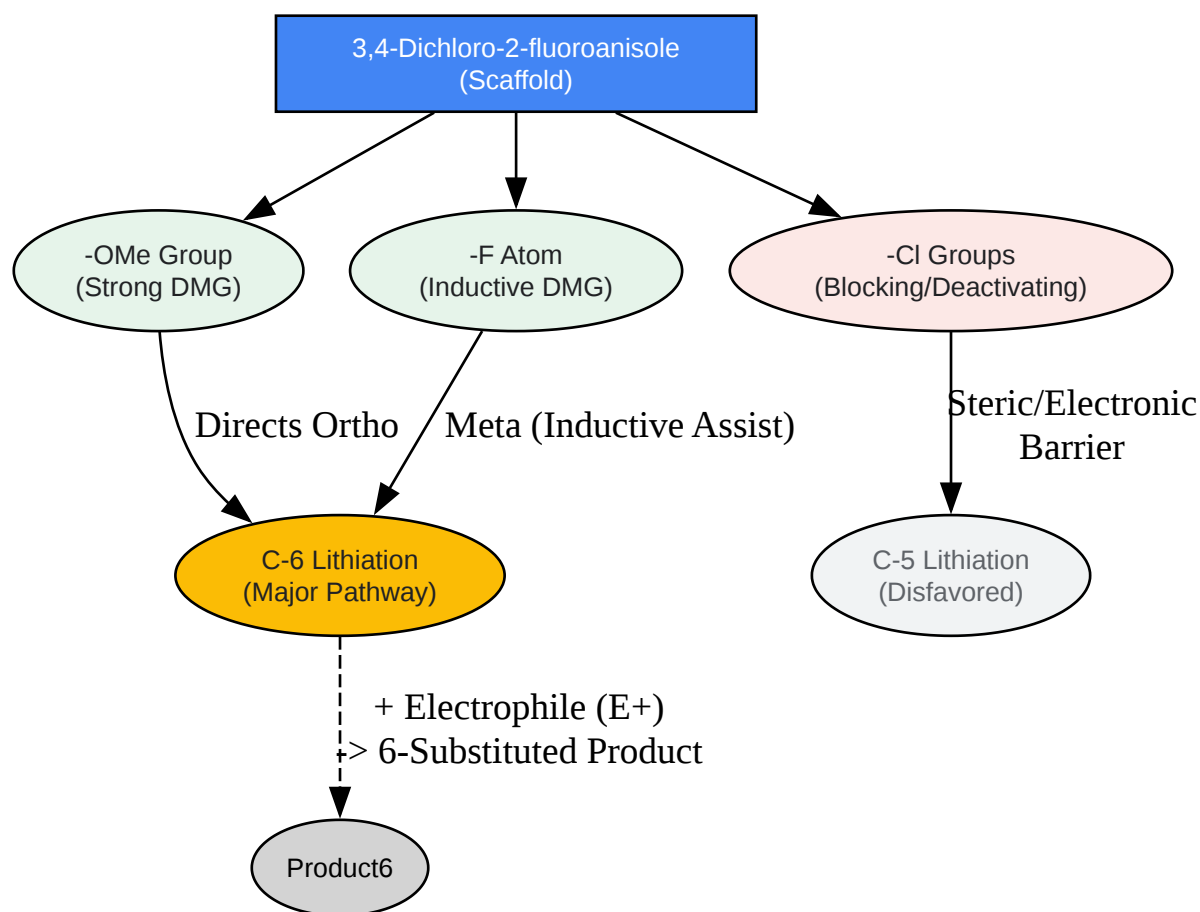 3,4-Dichloro-2-fluoroanisole
(Scaffold)
-OMe Group
(Strong DMG)
-F Atom
(Inductive DMG)
-Cl Groups
(Blocking/Deactivating)
Directs Ortho
Meta (Inductive Assist)
Steric/Electronic
Barrier
C-6 Lithiation
(Major Pathway)
C-5 Lithiation
(Disfavored)
+ Electrophile (E+)
-> 6-Substituted Product
Product6